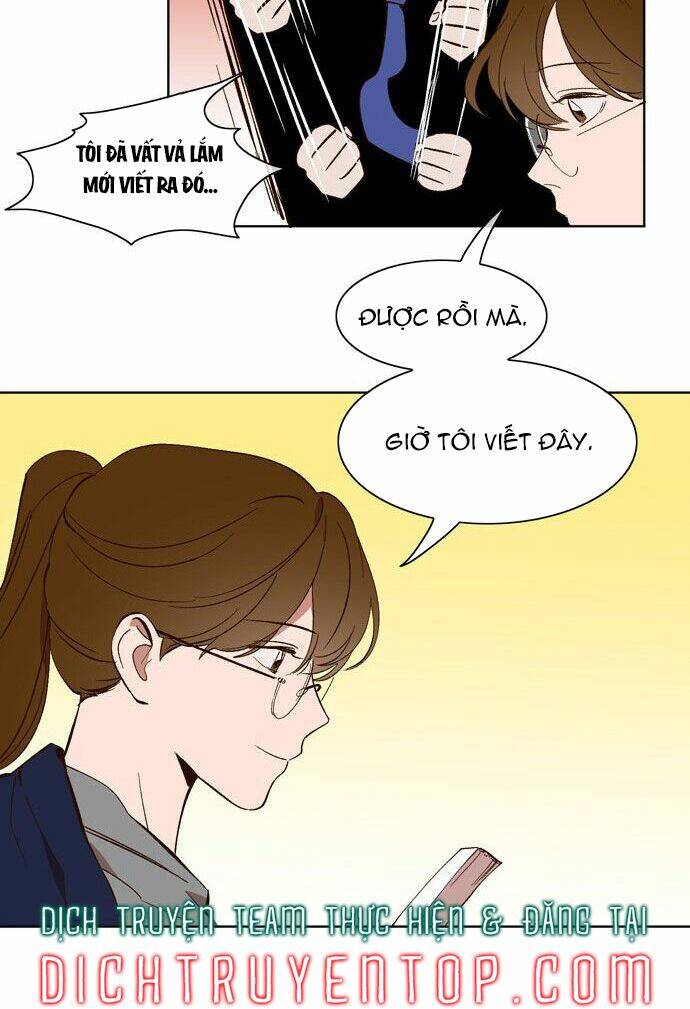 TÔI ĐÃ VẤT VẢ LẮM
MỚI VIẾT RA ĐÓ...
ĐƯỢC RỒI MÀ.
GIỜ TÔI VIẾT ĐÂY.
DỊCH TRUYỆN TEAM THỰC HIỆN & ĐĂNG TẠI
DICHTRUYENTOP.COM